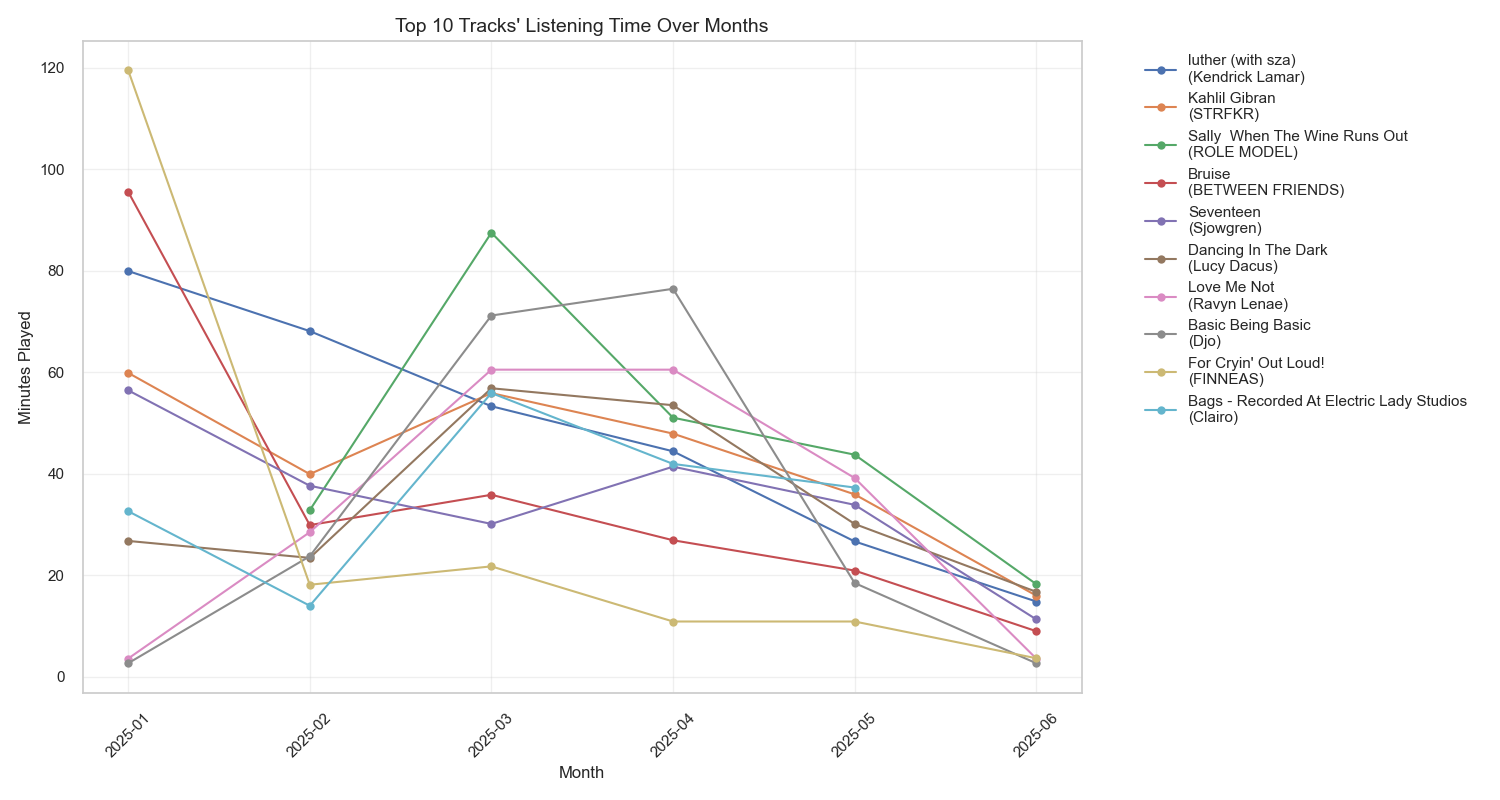 Top 10 Tracks' Listening Time Over Months
120
100
80
60
40
20
0
Minutes Played
2025-01
2025-02
2025-03
2025-04
2025-05
2025-06
Month
luther (with sza)
(Kendrick Lamar)
Kahlil Gibran
(STRFKR)
Sally  When The Wine Runs Out
(ROLE MODEL)
Bruise
(BETWEEN FRIENDS)
Seventeen
(Sjowgren)
Dancing In The Dark
(Lucy Dacus)
Love Me Not
(Ravyn Lenae)
Basic Being Basic
(Djo)
For Cryin' Out Loud!
(FINNEAS)
Bags - Recorded At Electric Lady Studios
(Clairo)